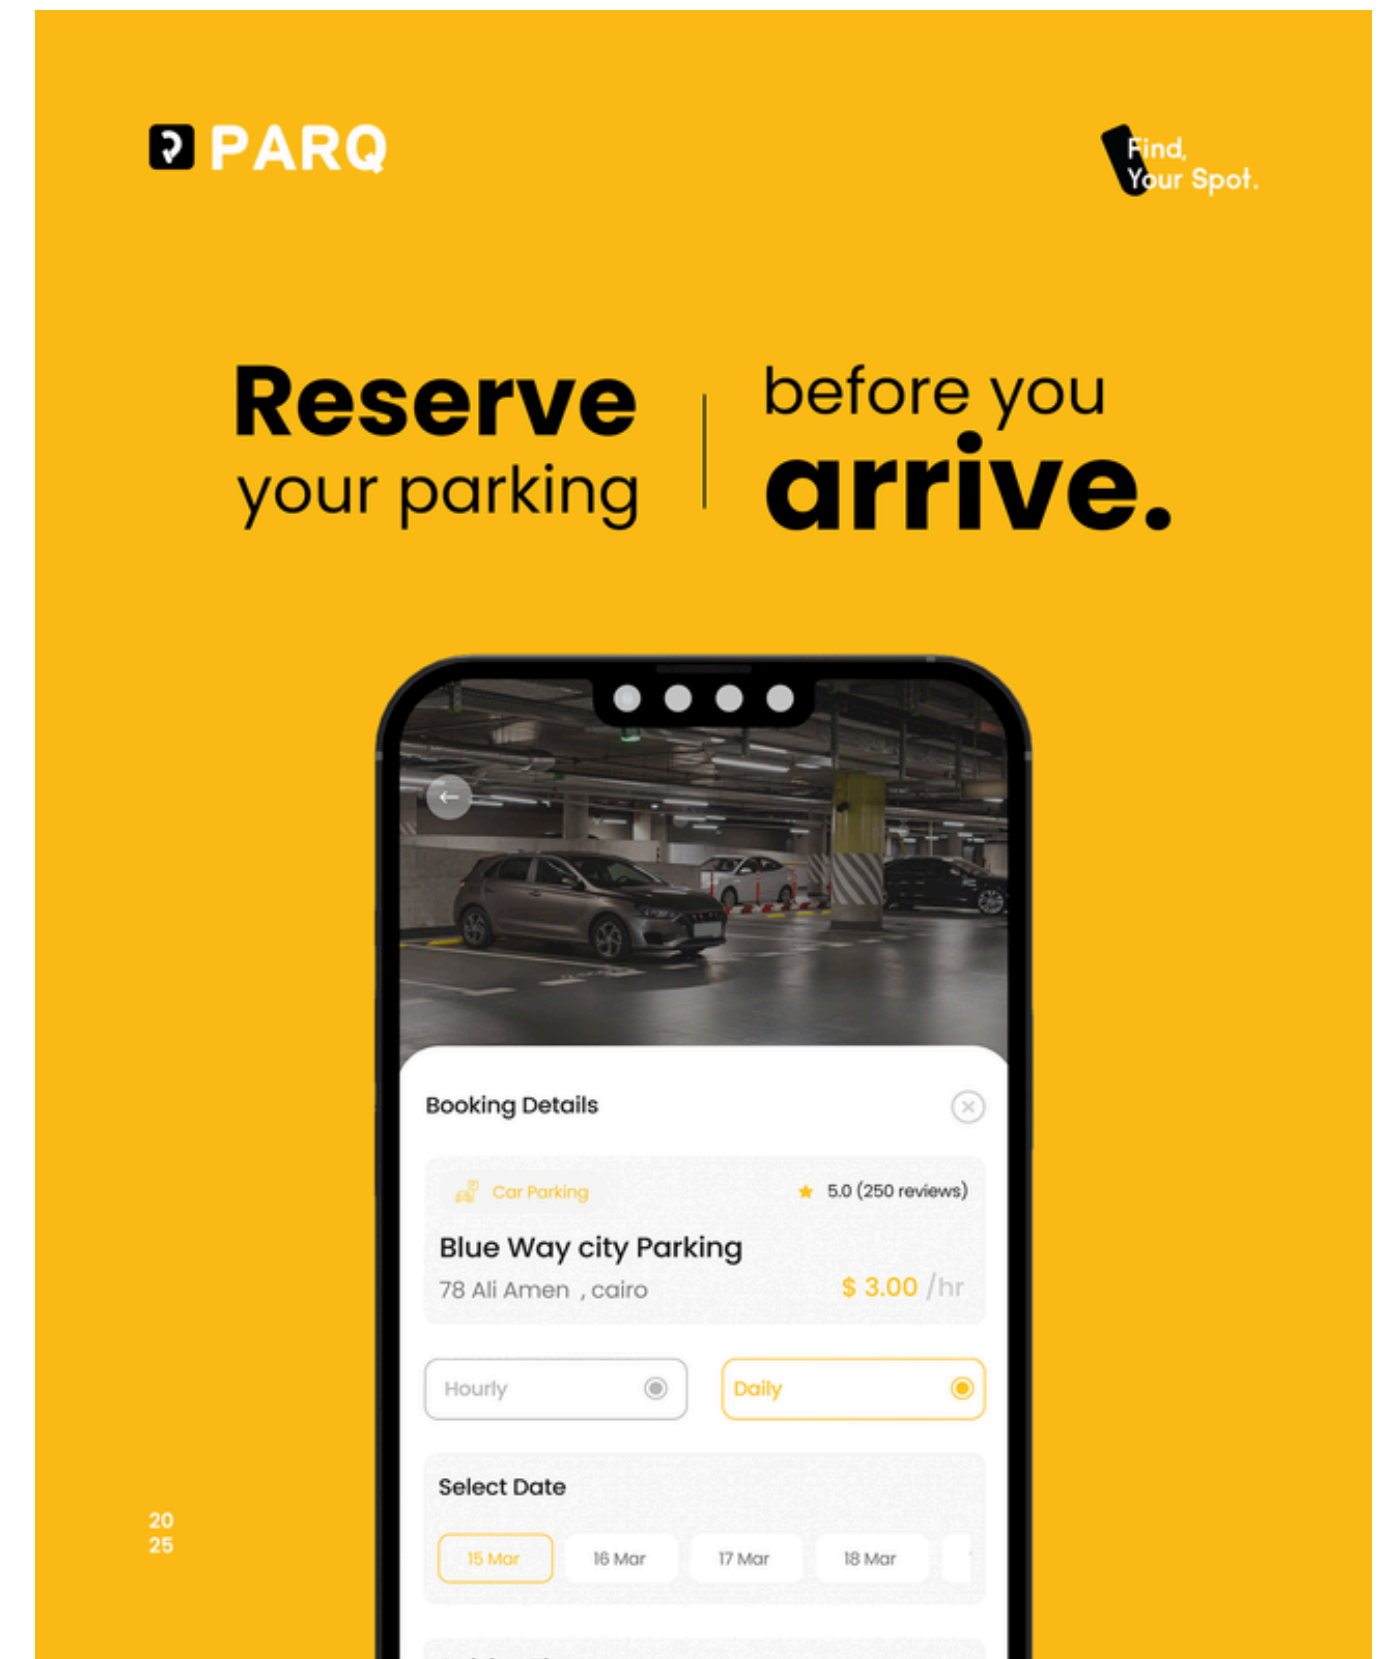 PARQ
Find,
Your Spot.
Reserve
your parking
before you
arrive.
Booking Details
Car Parking
5.0 (250 reviews)
Blue Way city Parking
78 Ali Amen , cairo
$ 3.00 /hr
Hourly
Daily
Select Date
15 Mar
16 Mar
17 Mar
18 Mar
20
25